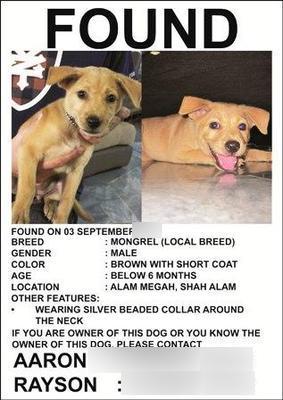 FOUND
FOUND ON 03 SEPTEMBER
BREED : MONGREL (LOCAL BREED)
GENDER : MALE
COLOR : BROWN WITH SHORT COAT
AGE : BELOW 6 MONTHS
LOCATION : ALAM MEGAH, SHAH ALAM
OTHER FEATURES:
• WEARING SILVER BEADED COLLAR AROUND
THE NECK
IF YOU ARE OWNER OF THIS DOG OR YOU KNOW THE
OWNER OF THIS DOG, PLEASE CONTACT
AARON
RAYSON :